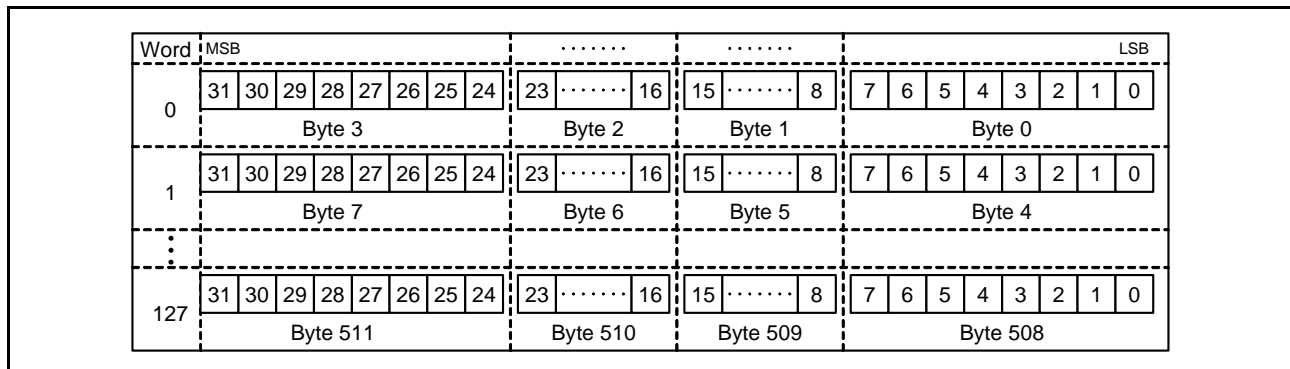 Word MSB ······· ······· LSB
0 31 30 29 28 27 26 25 24 23 ······· 16 15 ······· 8 7 6 5 4 3 2 1 0
Byte 3 Byte 2 Byte 1 Byte 0
1 31 30 29 28 27 26 25 24 23 ······· 16 15 ······· 8 7 6 5 4 3 2 1 0
Byte 7 Byte 6 Byte 5 Byte 4
⋮
127 31 30 29 28 27 26 25 24 23 ······· 16 15 ······· 8 7 6 5 4 3 2 1 0
Byte 511 Byte 510 Byte 509 Byte 508